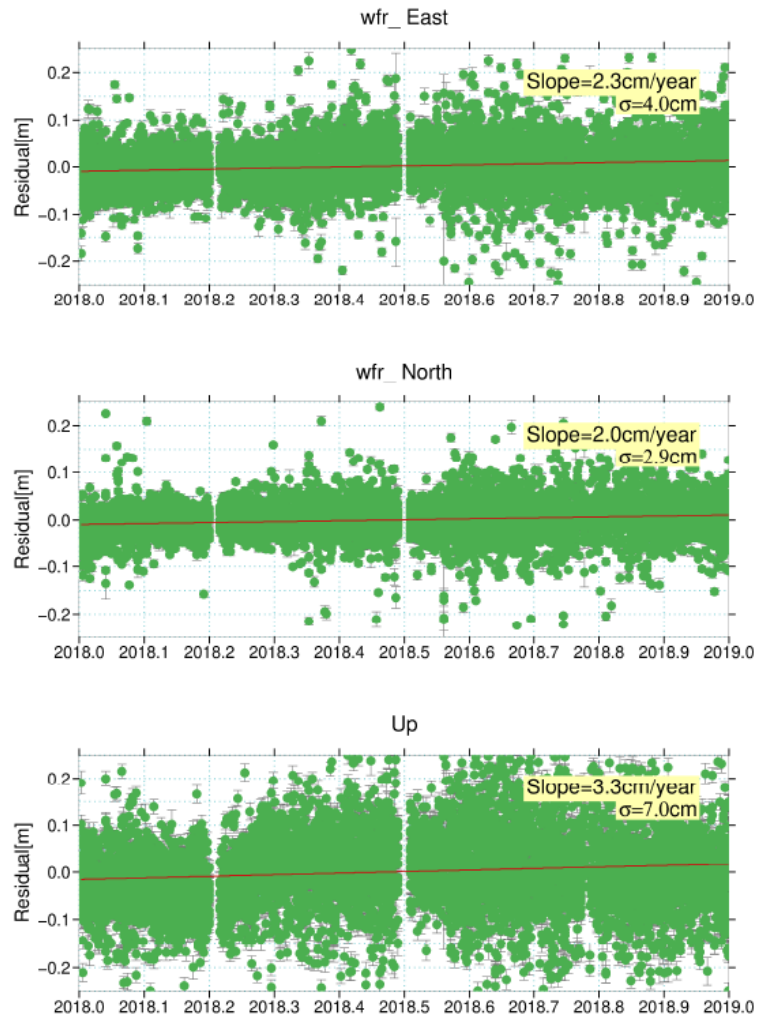 wfr_ East
Residual[m]
0.2
0.1
0.0
−0.1
−0.2
Slope=2.3cm/year
σ=4.0cm
2018.0 2018.1 2018.2 2018.3 2018.4 2018.5 2018.6 2018.7 2018.8 2018.9 2019.0
wfr_ North
Residual[m]
0.2
0.1
0.0
−0.1
−0.2
Slope=2.0cm/year
σ=2.9cm
2018.0 2018.1 2018.2 2018.3 2018.4 2018.5 2018.6 2018.7 2018.8 2018.9 2019.0
Up
Residual[m]
0.2
0.1
0.0
−0.1
−0.2
Slope=3.3cm/year
σ=7.0cm
2018.0 2018.1 2018.2 2018.3 2018.4 2018.5 2018.6 2018.7 2018.8 2018.9 2019.0